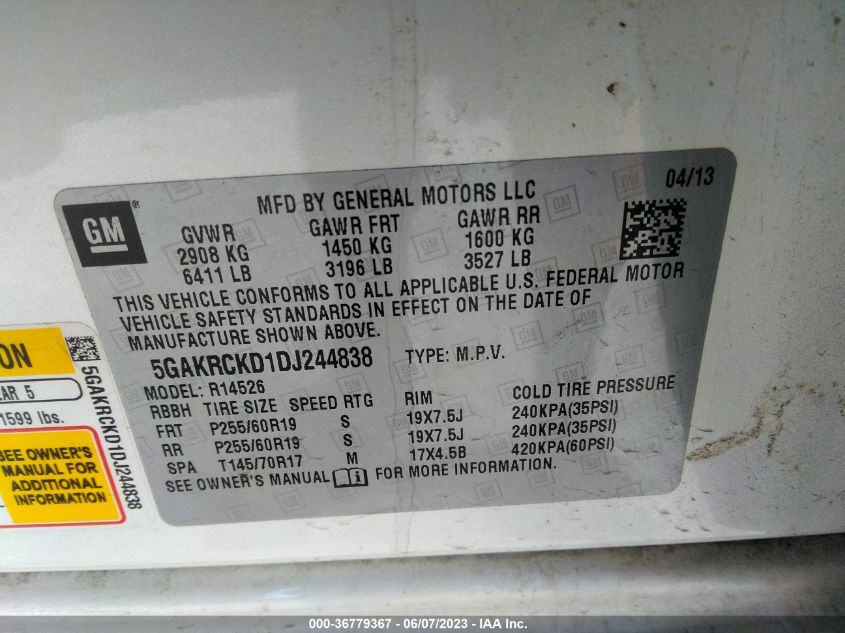 04/13
MFD BY GENERAL MOTORS LLC
GM®
GVWR GAWR FRT GAWR RR
2908 KG 1450 KG 1600 KG
6411 LB 3196 LB 3527 LB
THIS VEHICLE CONFORMS TO ALL APPLICABLE U.S. FEDERAL MOTOR
VEHICLE SAFETY STANDARDS IN EFFECT ON THE DATE OF
MANUFACTURE SHOWN ABOVE.
5GAKRCKD1DJ244838 TYPE: M.P.V.
MODEL: R14526
RBBH TIRE SIZE SPEED RTG RIM COLD TIRE PRESSURE
FRT P255/60R19 S 19X7.5J 240KPA(35PSI)
RR P255/60R19 S 19X7.5J 240KPA(35PSI)
SPA T145/70R17 M 17X4.5B 420KPA(60PSI)
SEE OWNER'S MANUAL FOR MORE INFORMATION.
ON
AR 5
1599 lbs.
SEE OWNER'S
MANUAL FOR
ADDITIONAL
INFORMATION
5GAKRCKD1DJ244838
000-36779367 - 06/07/2023 - IAA Inc.